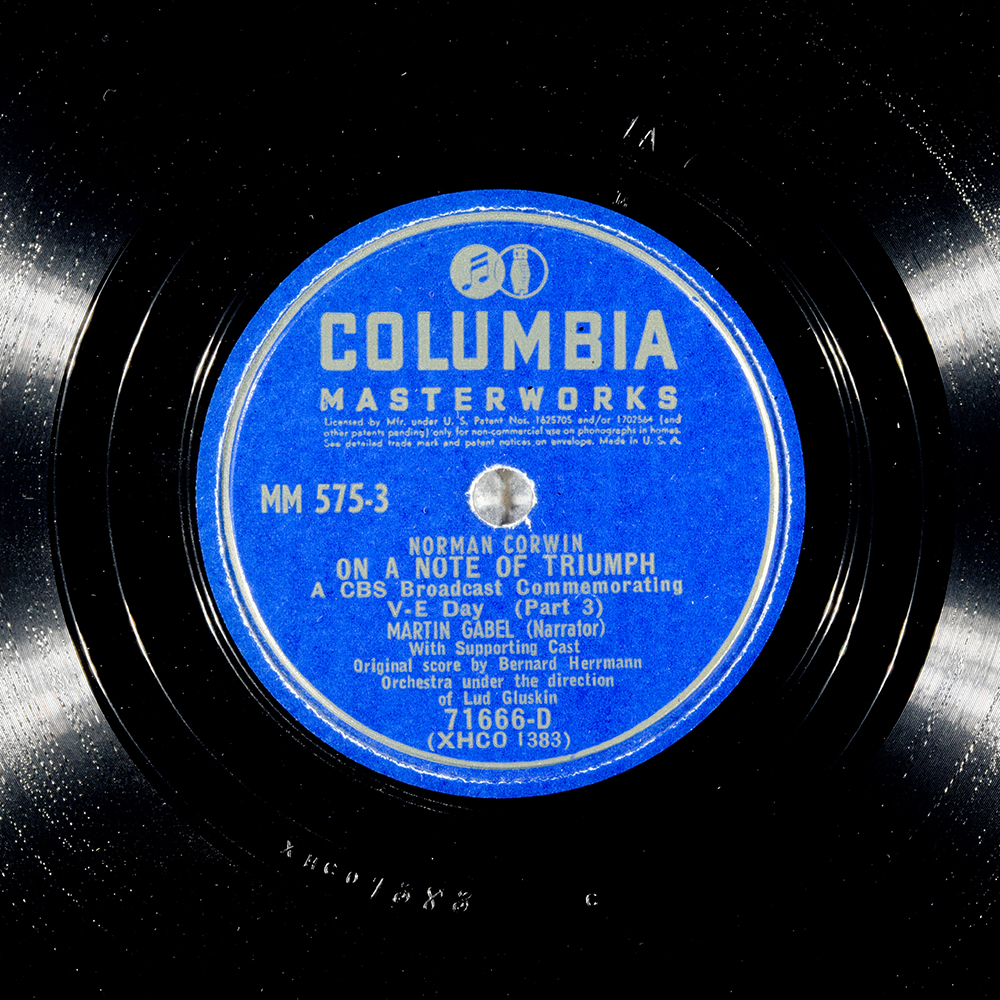 1A
COLUMBIA
MASTERWORKS
Licensed by Mfr. under U. S. Patent Nos. 1625705 and/or 1702564 (and
other patents pending) only for non-commercial use on phonographs in homes.
See detailed trade mark and patent notices on envelope. Made in U. S. A.
MM 575-3
NORMAN CORWIN
ON A NOTE OF TRIUMPH
A CBS Broadcast Commemorating
V-E Day (Part 3)
MARTIN GABEL (Narrator)
With Supporting Cast
Original score by Bernard Herrmann
Orchestra under the direction
of Lud Gluskin
71666-D
(XHCO 1383)
XHCO1383
C